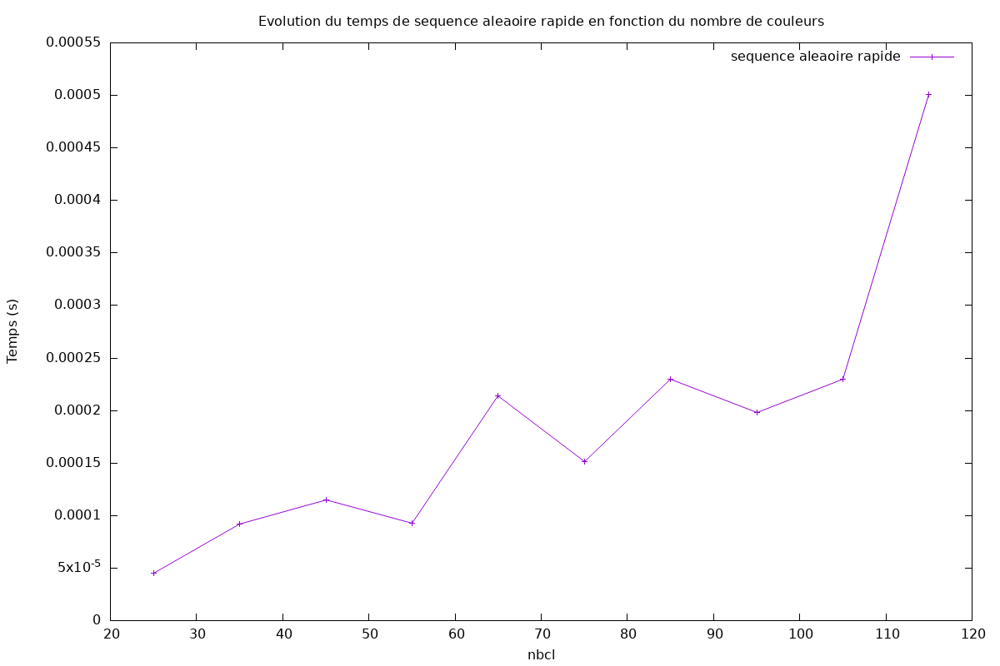 Evolution du temps de sequence aleaoire rapide en fonction du nombre de couleurs
sequence aleaoire rapide
0.00055
0.0005
0.00045
0.0004
0.00035
0.0003
0.00025
0.0002
0.00015
0.0001
5x10⁻⁵
0
Temps (s)
20 30 40 50 60 70 80 90 100 110 120
nbcl